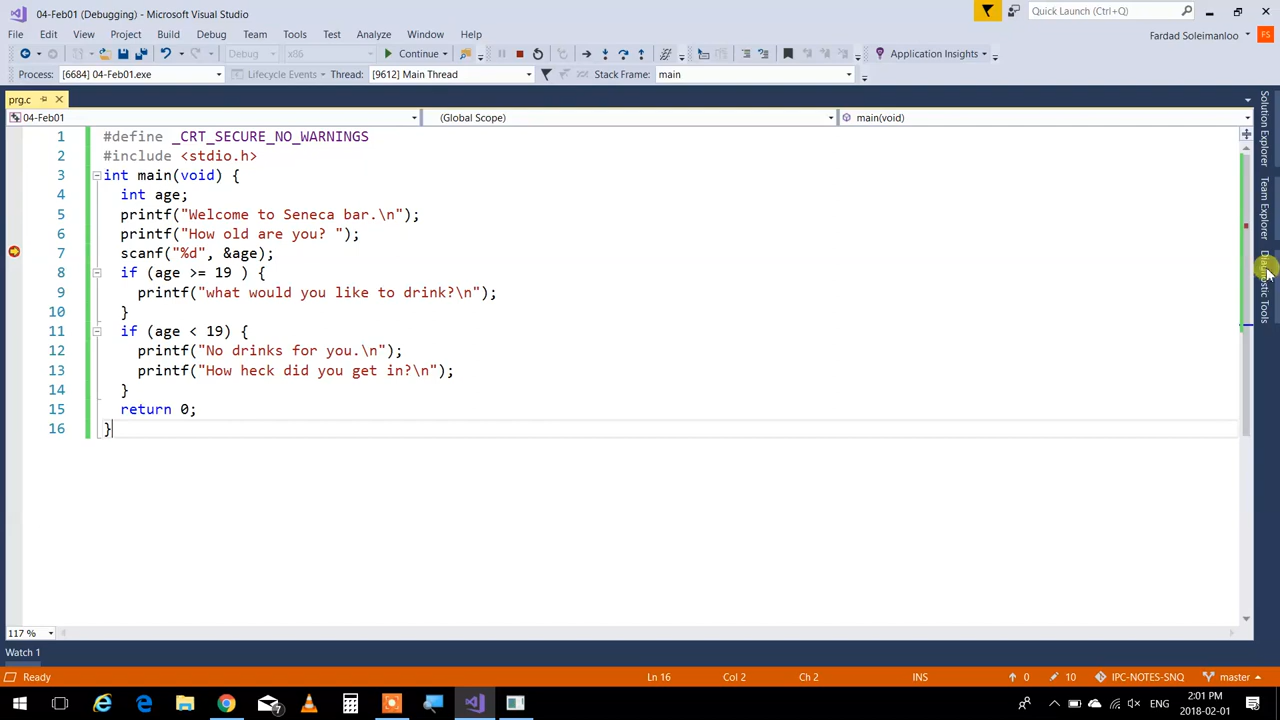 04-Feb01 (Debugging) - Microsoft Visual Studio
Quick Launch (Ctrl+Q)
File Edit View Project Build Debug Team Tools Test Analyze Window Help
Fardad Soleimanloo FS
Debug x86 Continue Application Insights
Process: [6684] 04-Feb01.exe Lifecycle Events Thread: [9612] Main Thread Stack Frame: main
prg.c
04-Feb01 (Global Scope) main(void)
1 #define _CRT_SECURE_NO_WARNINGS
2 #include <stdio.h>
3 int main(void) {
4 int age;
5 printf("Welcome to Seneca bar.\n");
6 printf("How old are you? ");
7 scanf("%d", &age);
8 if (age >= 19 ) {
9 printf("what would you like to drink?\n");
10 }
11 if (age < 19) {
12 printf("No drinks for you.\n");
13 printf("How heck did you get in?\n");
14 }
15 return 0;
16 }
Solution Explorer
Team Explorer
Diagnostic Tools
117 %
Watch 1
Ready Ln 16 Col 2 Ch 2 INS 0 10 IPC-NOTES-SNQ master
7 ENG 2:01 PM
2018-02-01